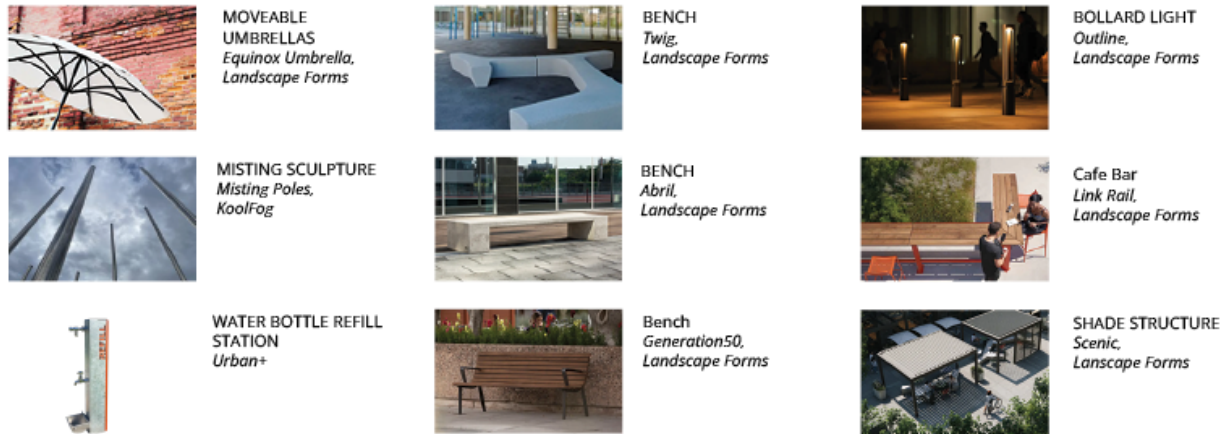 MOVEABLE
UMBRELLAS
Equinox Umbrella,
Landscape Forms
BENCH
Twig,
Landscape Forms
BOLLARD LIGHT
Outline,
Landscape Forms
MISTING SCULPTURE
Misting Poles,
KoolFog
BENCH
Abril,
Landscape Forms
Cafe Bar
Link Rail,
Landscape Forms
WATER BOTTLE REFILL
STATION
Urban+
REFILL
Bench
Generation50,
Landscape Forms
SHADE STRUCTURE
Scenic,
Lanscape Forms